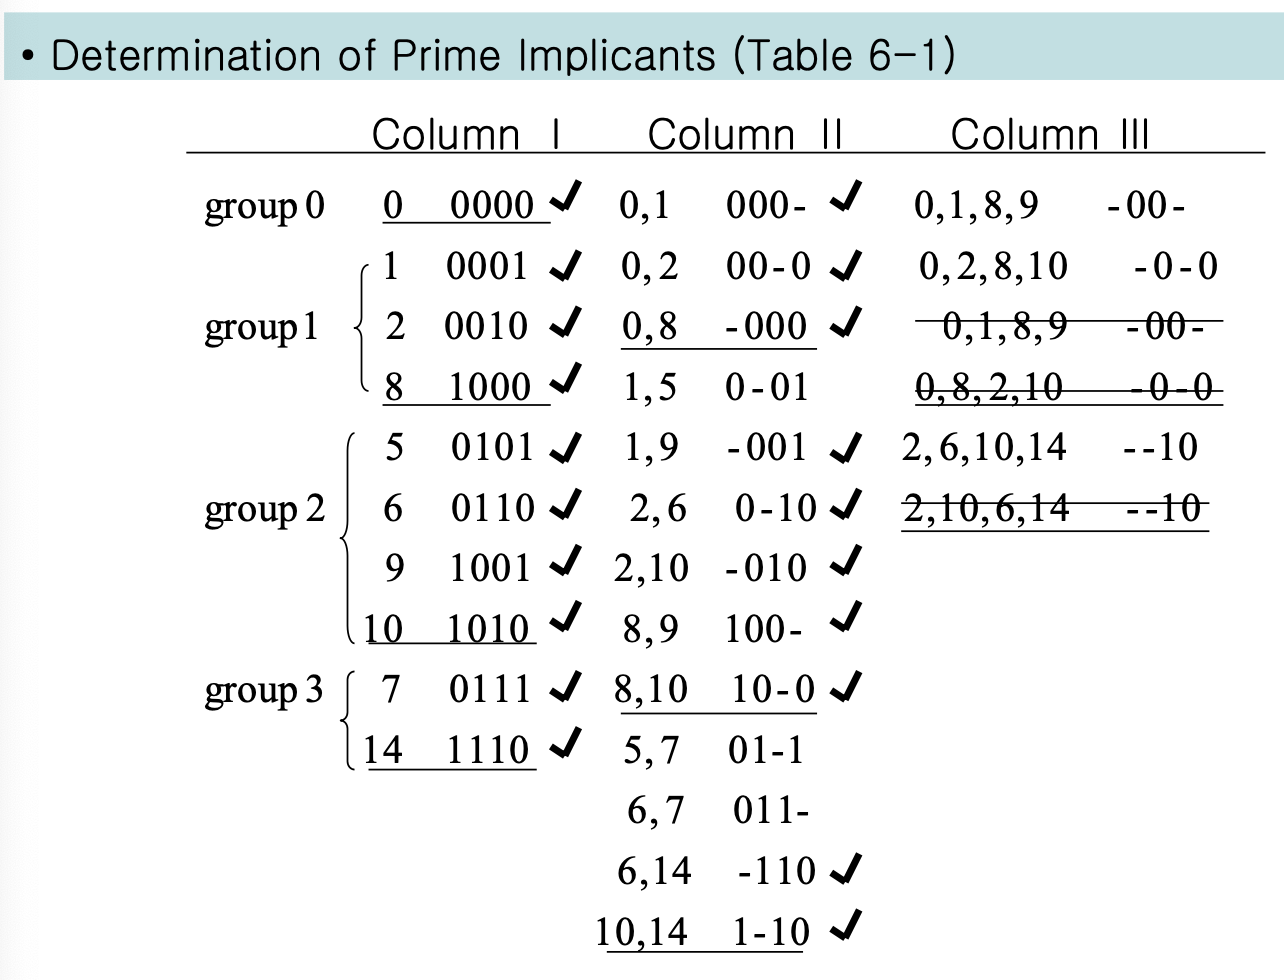 • Determination of Prime Implicants (Table 6-1)
Column I Column II Column III
group 0 0 0000 ✓ 0,1 000- ✓ 0,1,8,9 -00-
1 0001 ✓ 0,2 00-0 ✓ 0,2,8,10 -0-0
group 1 2 0010 ✓ 0,8 -000 ✓ 0,1,8,9 -00-
8 1000 ✓ 1,5 0-01 0,8,2,10 -0-0
5 0101 ✓ 1,9 -001 ✓ 2,6,10,14 --10
group 2 6 0110 ✓ 2,6 0-10 ✓ 2,10,6,14 --10
9 1001 ✓ 2,10 -010 ✓
10 1010 ✓ 8,9 100- ✓
group 3 7 0111 ✓ 8,10 10-0 ✓
14 1110 ✓ 5,7 01-1
6,7 011-
6,14 -110 ✓
10,14 1-10 ✓